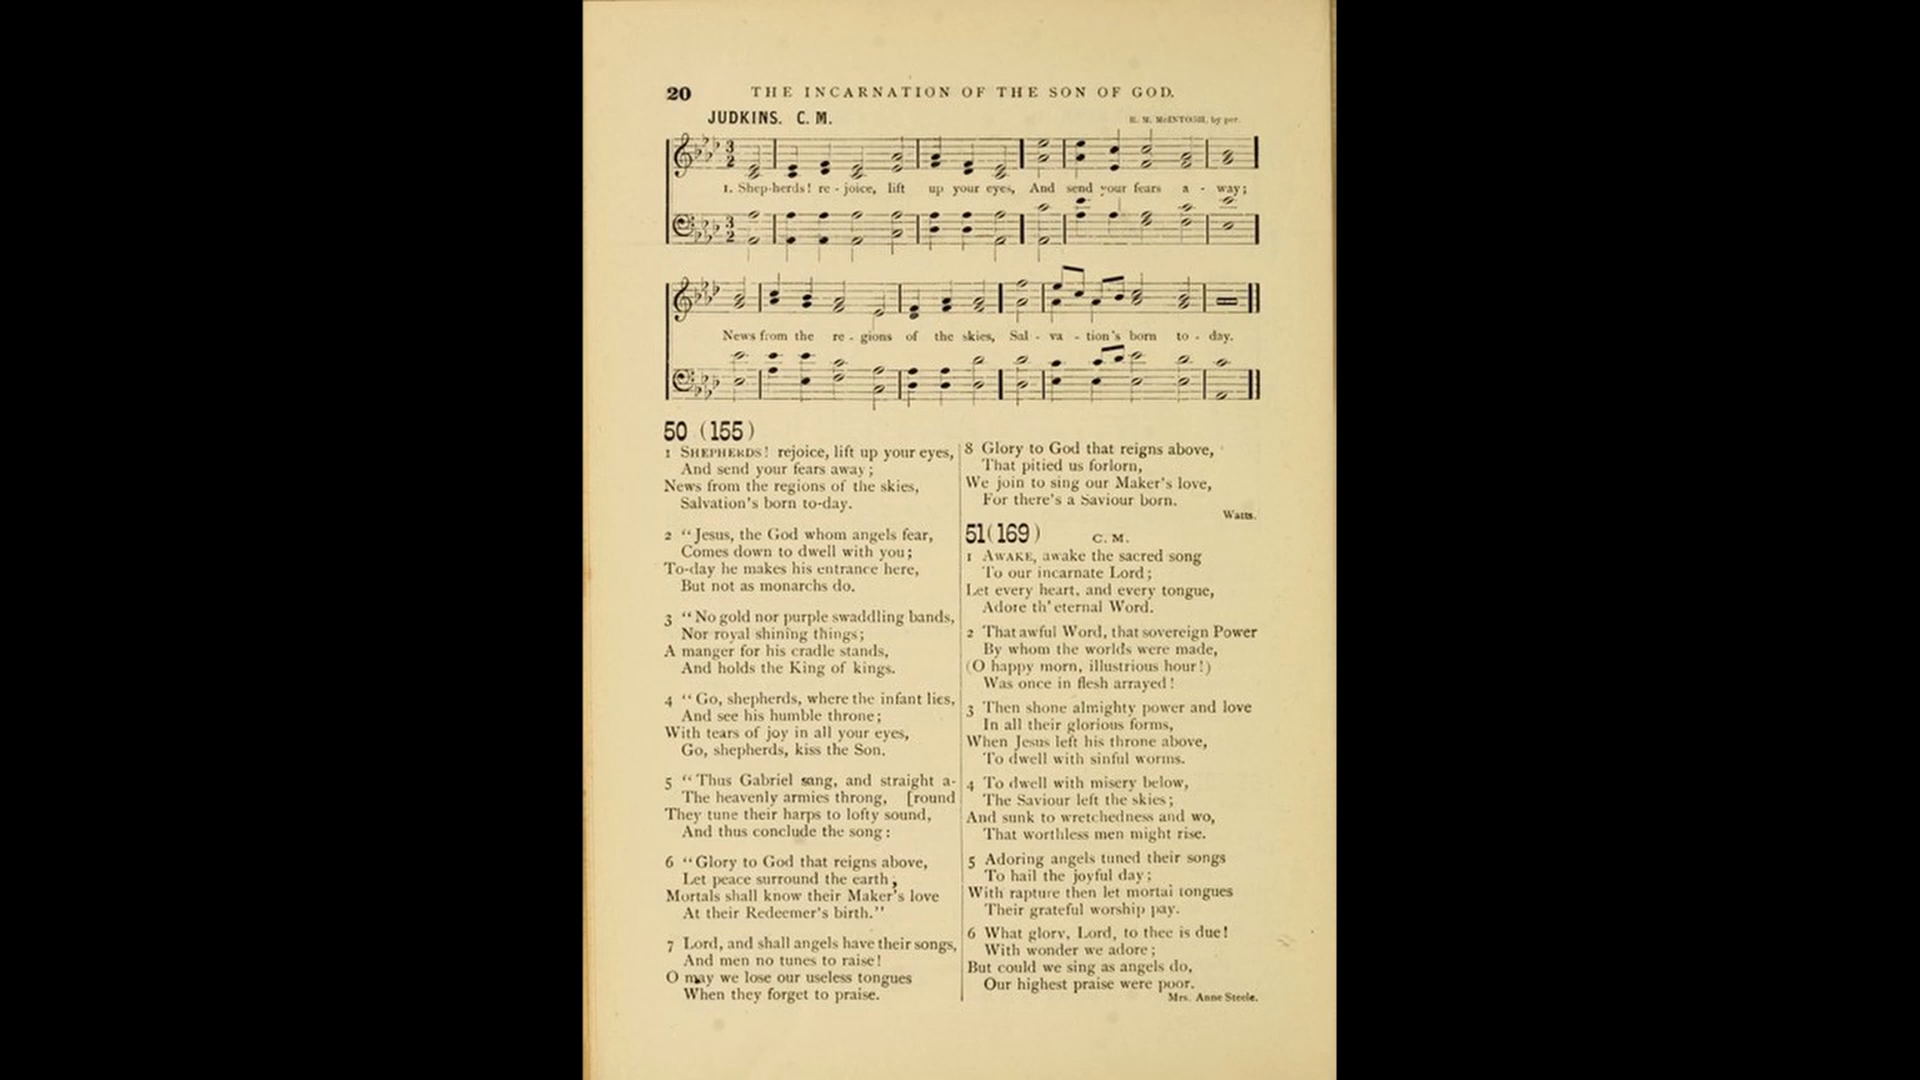 20 THE INCARNATION OF THE SON OF GOD.
JUDKINS. C. M. R. M. McINTOSH, by per.
3
2
1. Shep-herds! re - joice, lift up your eyes, And send your fears a - way;
3
2
News from the re - gions of the skies, Sal - va - tion's born to - day.
50 (155)
1 SHEPHERDS! rejoice, lift up your eyes,
And send your fears away;
News from the regions of the skies,
Salvation's born to-day.
2 "Jesus, the God whom angels fear,
Comes down to dwell with you;
To-day he makes his entrance here,
But not as monarchs do.
3 "No gold nor purple swaddling bands,
Nor royal shining things;
A manger for his cradle stands,
And holds the King of kings.
4 "Go, shepherds, where the infant lies,
And see his humble throne;
With tears of joy in all your eyes,
Go, shepherds, kiss the Son.
5 "Thus Gabriel sang, and straight a-
The heavenly armies throng, [round
They tune their harps to lofty sound,
And thus conclude the song:
6 "Glory to God that reigns above,
Let peace surround the earth,
Mortals shall know their Maker's love
At their Redeemer's birth."
7 Lord, and shall angels have their songs,
And men no tunes to raise!
O may we lose our useless tongues
When they forget to praise.
8 Glory to God that reigns above,
That pitied us forlorn,
We join to sing our Maker's love,
For there's a Saviour born.
Watts.
51 (169) C. M.
1 AWAKE, awake the sacred song
To our incarnate Lord;
Let every heart, and every tongue,
Adore th' eternal Word.
2 That awful Word, that sovereign Power
By whom the worlds were made,
(O happy morn, illustrious hour!)
Was once in flesh arrayed!
3 Then shone almighty power and love
In all their glorious forms,
When Jesus left his throne above,
To dwell with sinful worms.
4 To dwell with misery below,
The Saviour left the skies;
And sunk to wretchedness and wo,
That worthless men might rise.
5 Adoring angels tuned their songs
To hail the joyful day;
With rapture then let mortal tongues
Their grateful worship pay.
6 What glory, Lord, to thee is due!
With wonder we adore;
But could we sing as angels do,
Our highest praise were poor.
Mrs. Anne Steele.